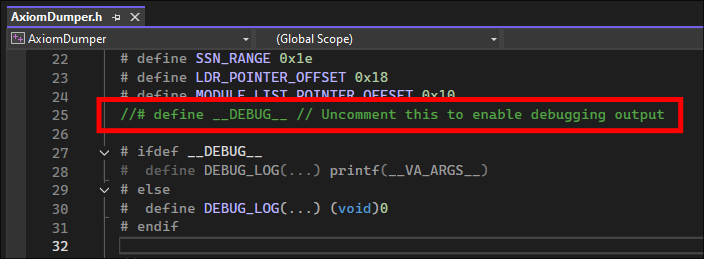 AxiomDumper.h
AxiomDumper
(Global Scope)
22 # define SSN_RANGE 0x1e
23 # define LDR_POINTER_OFFSET 0x18
24 # define MODULE_LIST_POINTER_OFFSET 0x10
25 //# define __DEBUG__ // Uncomment this to enable debugging output
26
27 # ifdef __DEBUG__
28 #  define DEBUG_LOG(...) printf(__VA_ARGS__)
29 # else
30 #  define DEBUG_LOG(...) (void)0
31 # endif
32